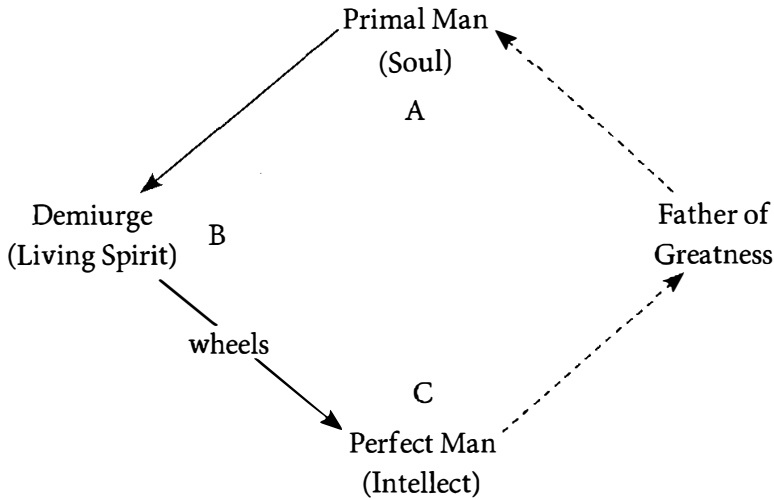 Primal Man
(Soul)
A
Demiurge
(Living Spirit)
B
Father of
Greatness
wheels
C
Perfect Man
(Intellect)